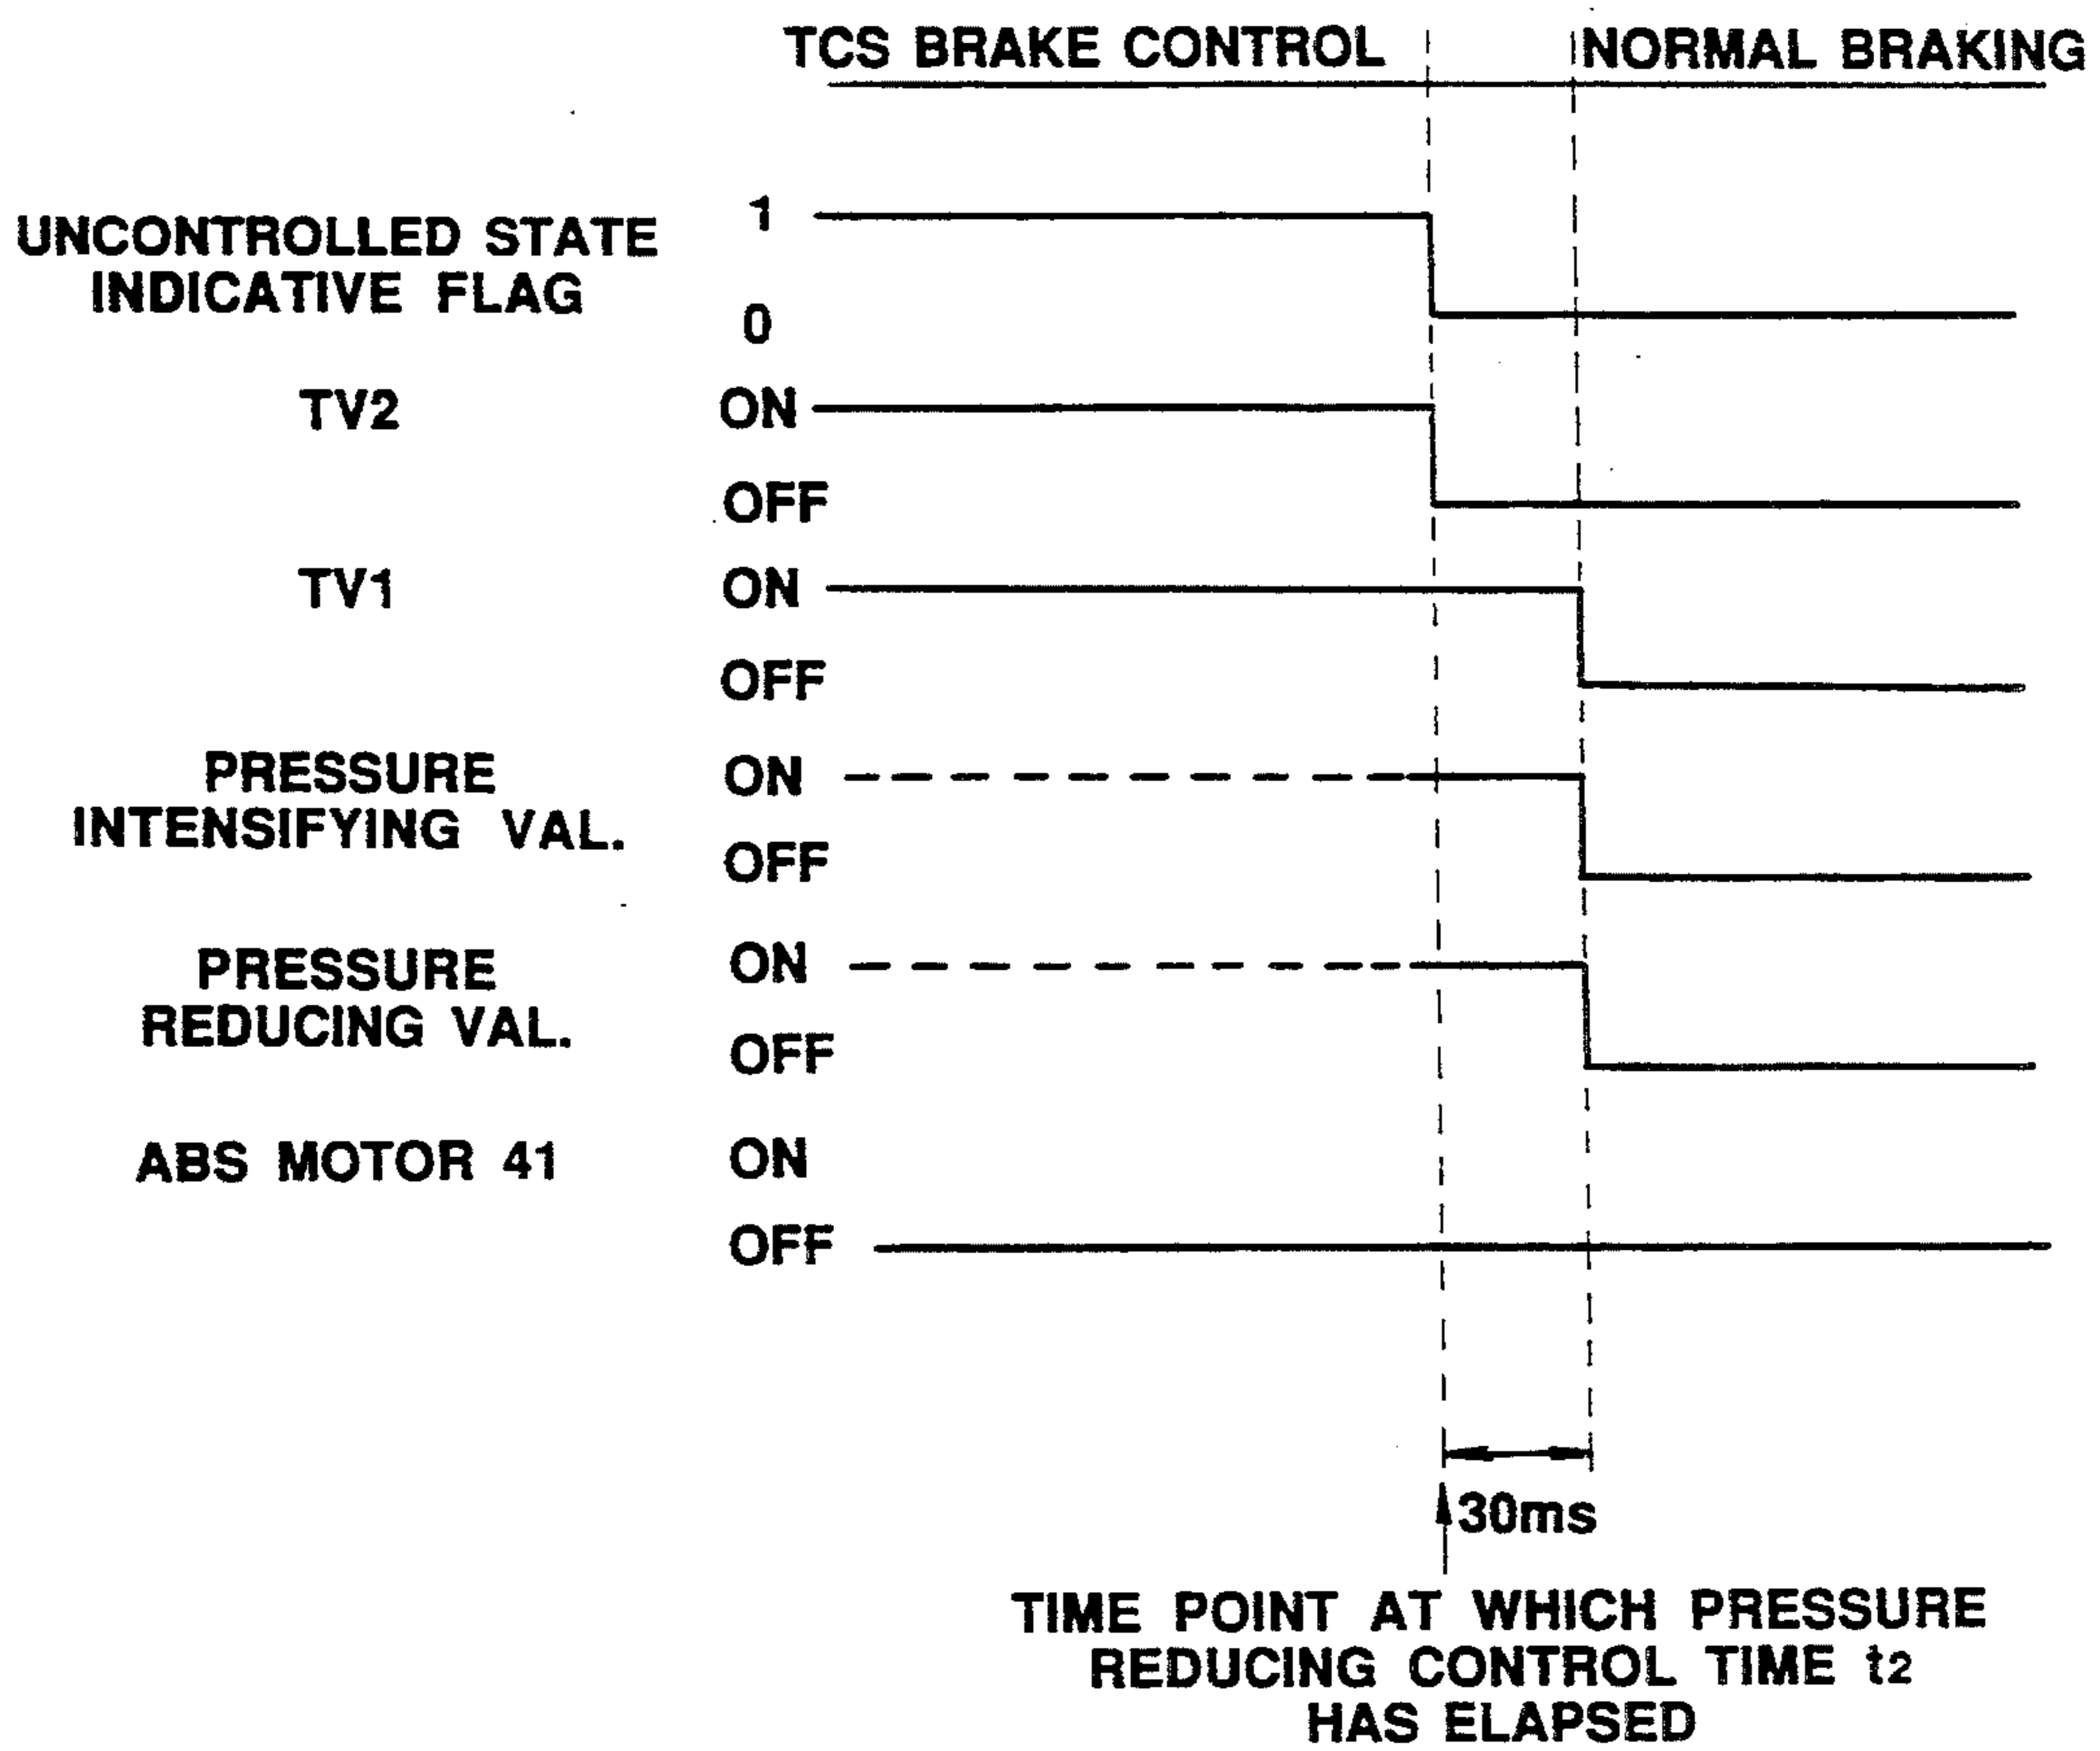 TCS BRAKE CONTROL
NORMAL BRAKING
UNCONTROLLED STATE
INDICATIVE FLAG
1
0
TV2
ON
OFF
TV1
ON
OFF
PRESSURE
INTENSIFYING VAL.
ON
OFF
PRESSURE
REDUCING VAL.
ON
OFF
ABS MOTOR 41
ON
OFF
30ms
TIME POINT AT WHICH PRESSURE
REDUCING CONTROL TIME t2
HAS ELAPSED